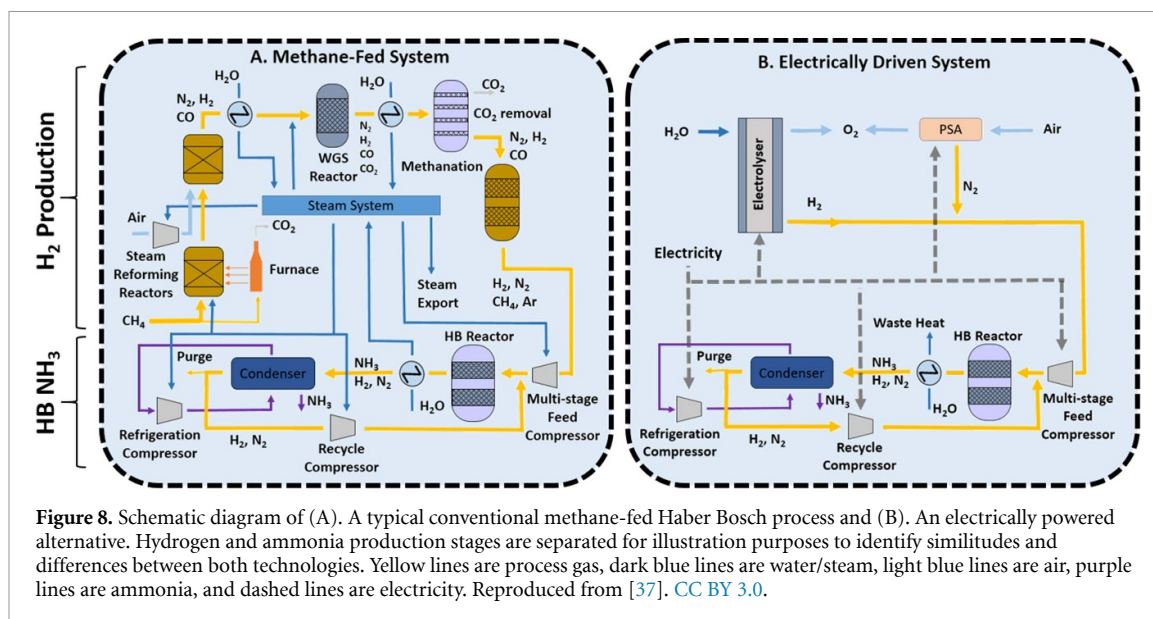 A. Methane-Fed System
H₂ Production
HB NH₃
H₂O
H₂O
CO₂
N₂, H₂
CO
CO₂ removal
N₂
H₂
CO
CO₂
WGS
Reactor
Methanation
N₂, H₂
CO
Steam System
Air
CO₂
Steam
Reforming
Reactors
Furnace
Steam
Export
H₂, N₂
CH₄, Ar
CH₄
HB Reactor
Purge
Condenser
NH₃
H₂, N₂
NH₃
H₂O
Multi-stage
Feed
Compressor
Refrigeration
Compressor
H₂, N₂
Recycle
Compressor
B. Electrically Driven System
H₂O
Electrolyser
O₂
PSA
Air
N₂
H₂
Electricity
Waste Heat
HB Reactor
Purge
Condenser
NH₃
H₂, N₂
NH₃
H₂O
Multi-stage
Feed
Compressor
Refrigeration
Compressor
H₂, N₂
Recycle
Compressor
Figure 8. Schematic diagram of (A). A typical conventional methane-fed Haber Bosch process and (B). An electrically powered
alternative. Hydrogen and ammonia production stages are separated for illustration purposes to identify similitudes and
differences between both technologies. Yellow lines are process gas, dark blue lines are water/steam, light blue lines are air, purple
lines are ammonia, and dashed lines are electricity. Reproduced from [37]. CC BY 3.0.